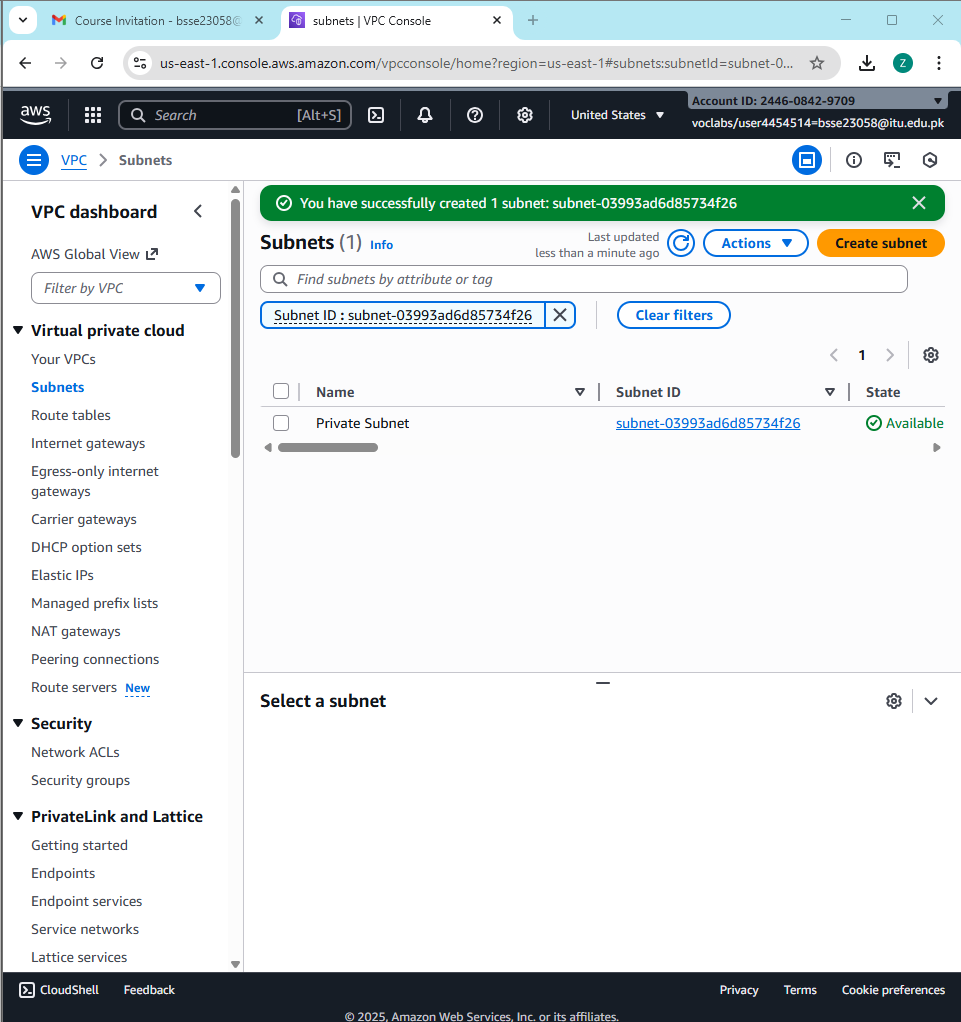 Course Invitation - bsse23058@
subnets | VPC Console
us-east-1.console.aws.amazon.com/vpcconsole/home?region=us-east-1#subnets:subnetId=subnet-0...
Z
aws
Search
[Alt+S]
United States
Account ID: 2446-0842-9709
voclabs/user4454514=bsse23058@itu.edu.pk
VPC
Subnets
VPC dashboard
AWS Global View
Filter by VPC
Virtual private cloud
Your VPCs
Subnets
Route tables
Internet gateways
Egress-only internet
gateways
Carrier gateways
DHCP option sets
Elastic IPs
Managed prefix lists
NAT gateways
Peering connections
Route servers New
Security
Network ACLs
Security groups
PrivateLink and Lattice
Getting started
Endpoints
Endpoint services
Service networks
Lattice services
You have successfully created 1 subnet: subnet-03993ad6d85734f26
Subnets (1) Info
Last updated
less than a minute ago
Actions
Create subnet
Find subnets by attribute or tag
Subnet ID : subnet-03993ad6d85734f26
Clear filters
1
Name
Subnet ID
State
Private Subnet
subnet-03993ad6d85734f26
Available
Select a subnet
CloudShell
Feedback
Privacy
Terms
Cookie preferences
© 2025, Amazon Web Services, Inc. or its affiliates.